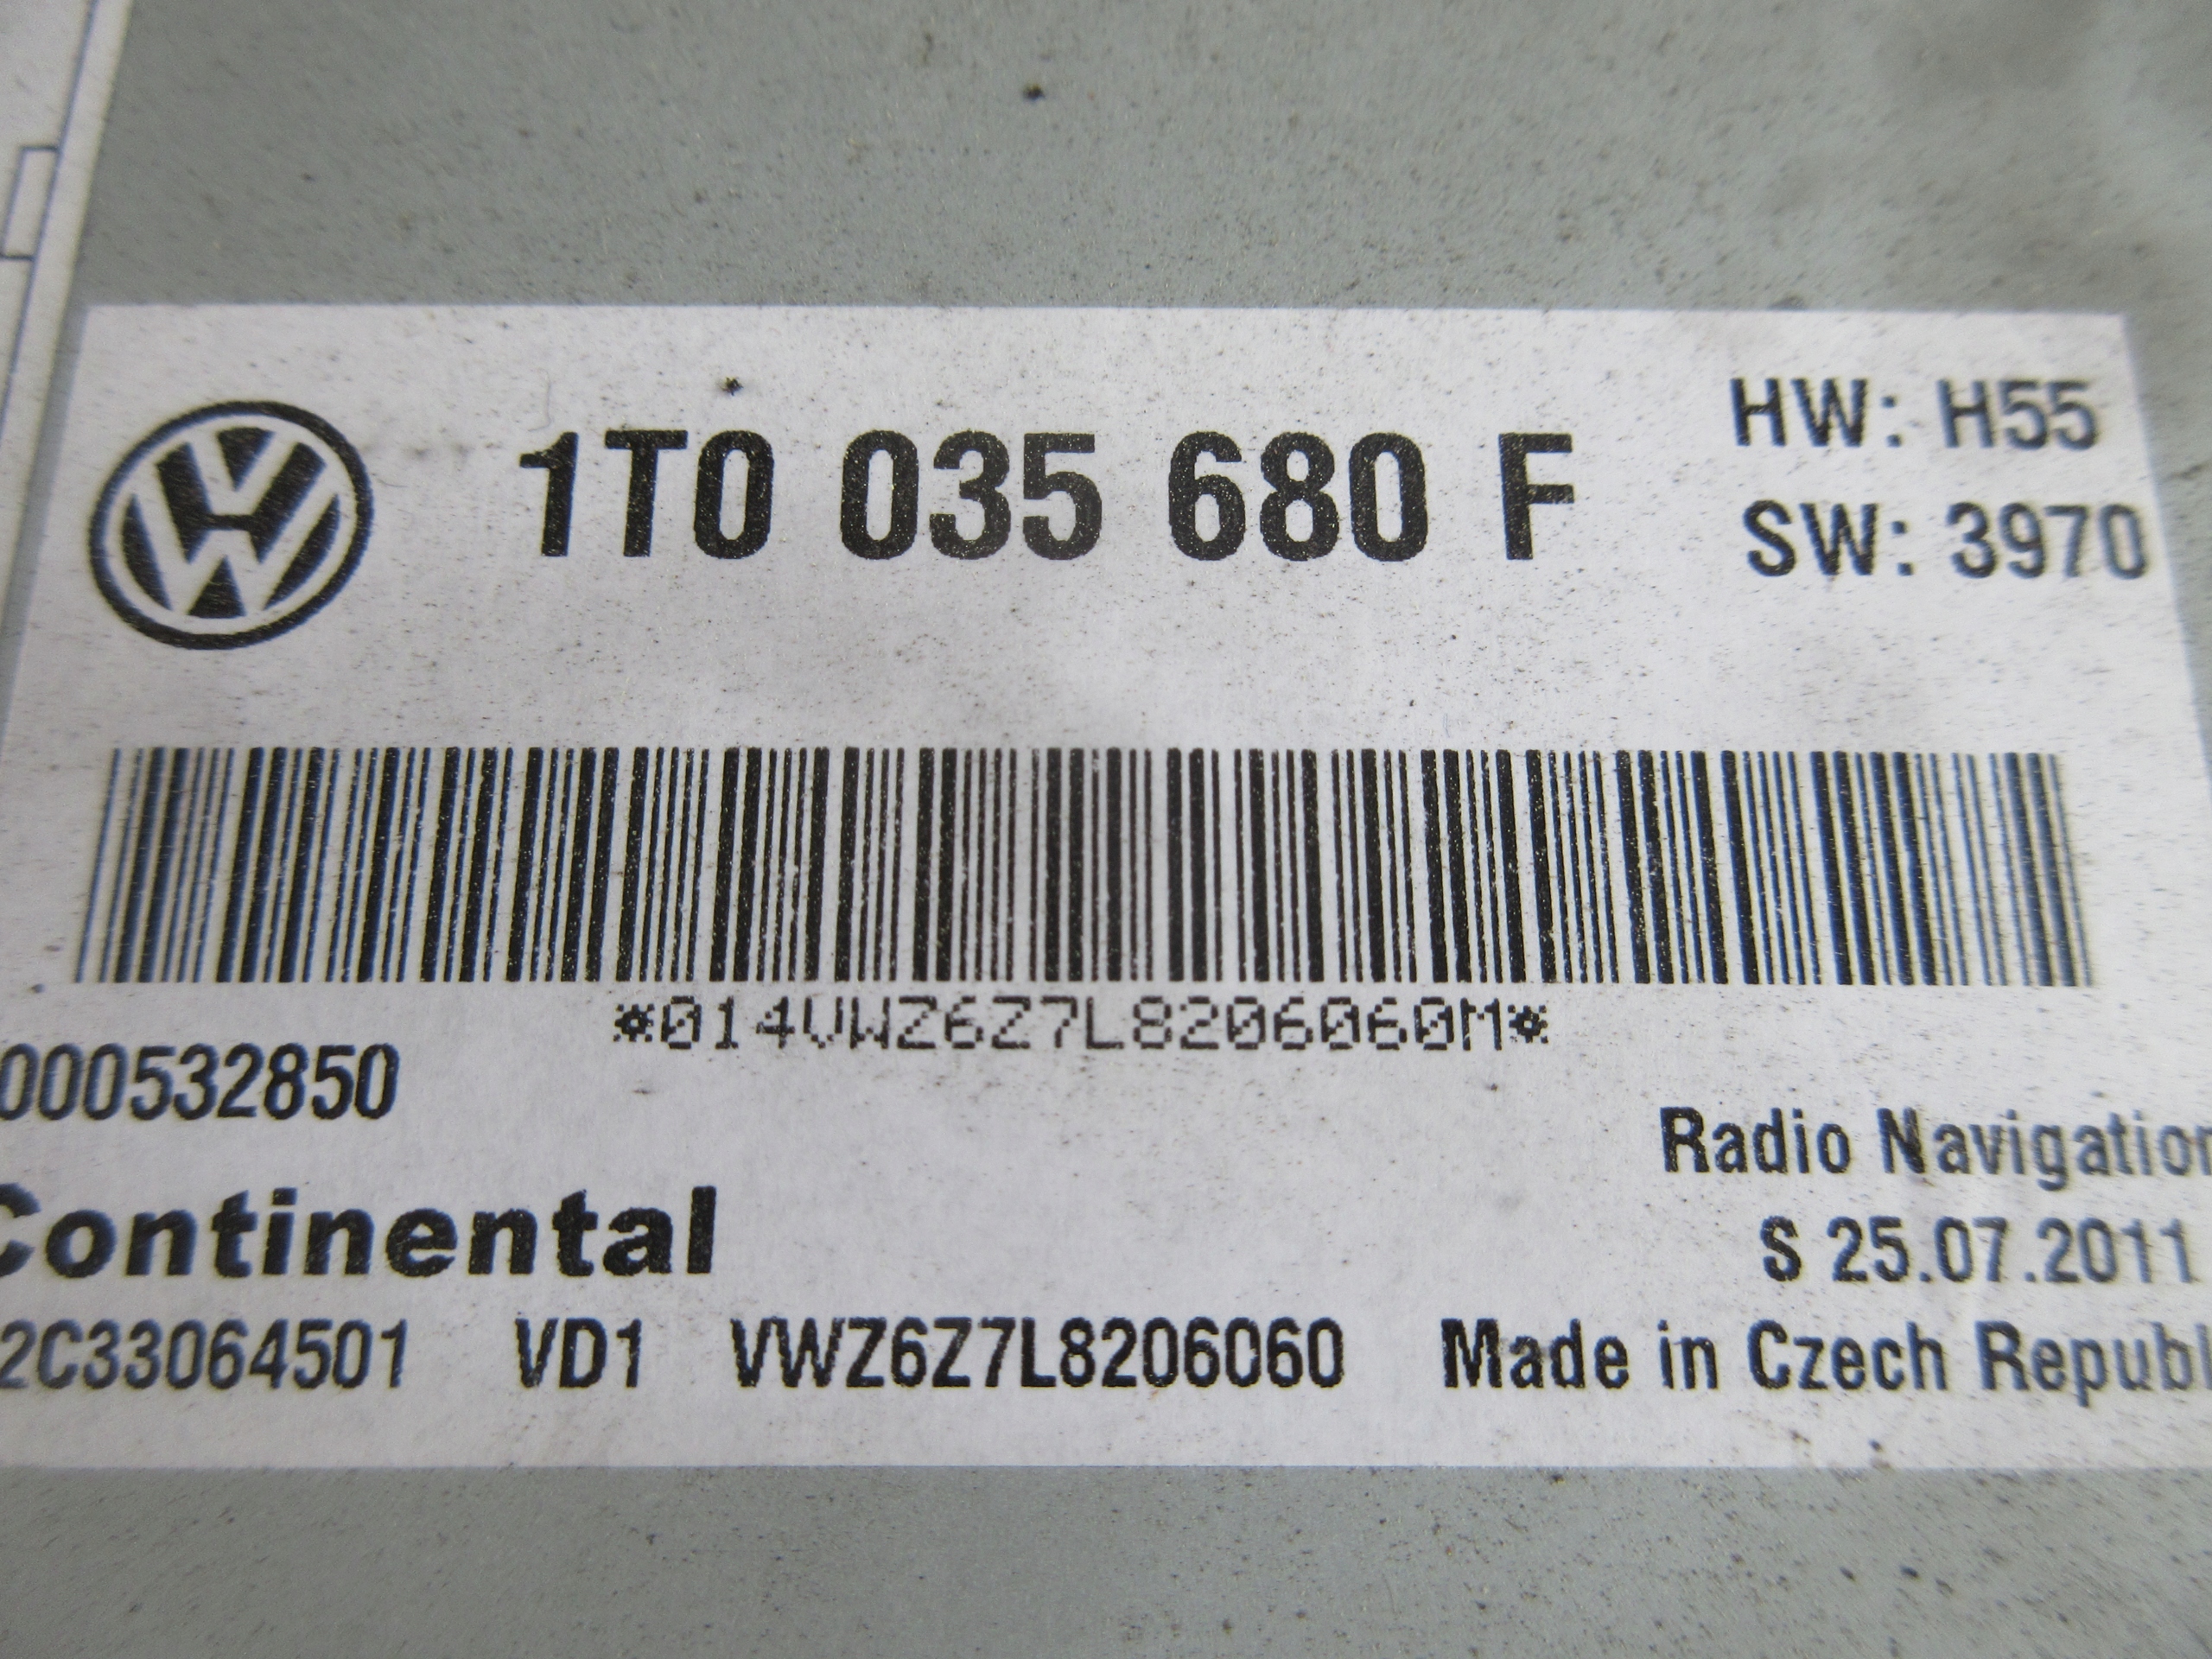 1T0 035 680 F
HW: H55
SW: 3970
*014VWZ6Z7L8206060M*
000532850
Radio Navigation
Continental
S 25.07.2011
2C33064501 VD1 VWZ6Z7L8206060 Made in Czech Republ